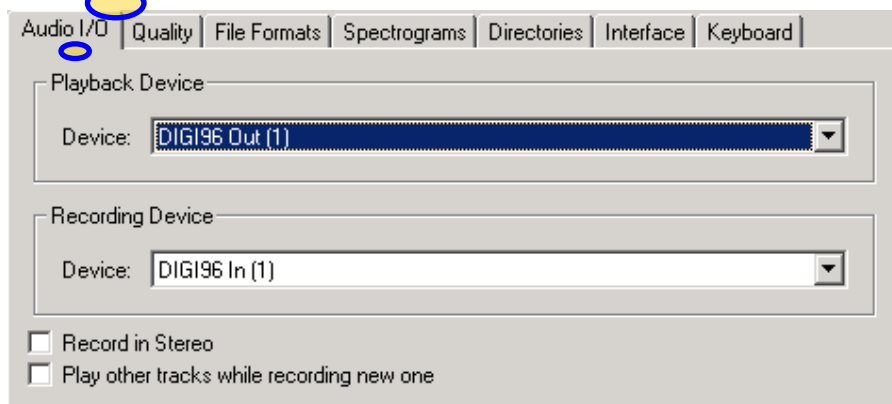 Audio I/O Quality File Formats Spectrograms Directories Interface Keyboard
Playback Device
Device: DIGI96 Out (1)
Recording Device
Device: DIGI96 In (1)
Record in Stereo
Play other tracks while recording new one